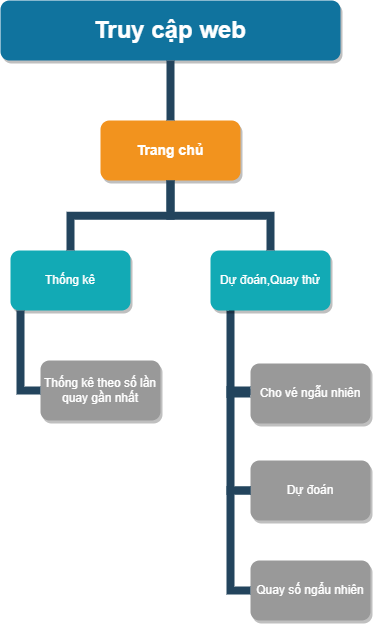 Truy cập web
Trang chủ
Thống kê
Dự đoán,Quay thử
Thống kê theo số lần
quay gần nhất
Cho vé ngẫu nhiên
Dự đoán
Quay số ngẫu nhiên